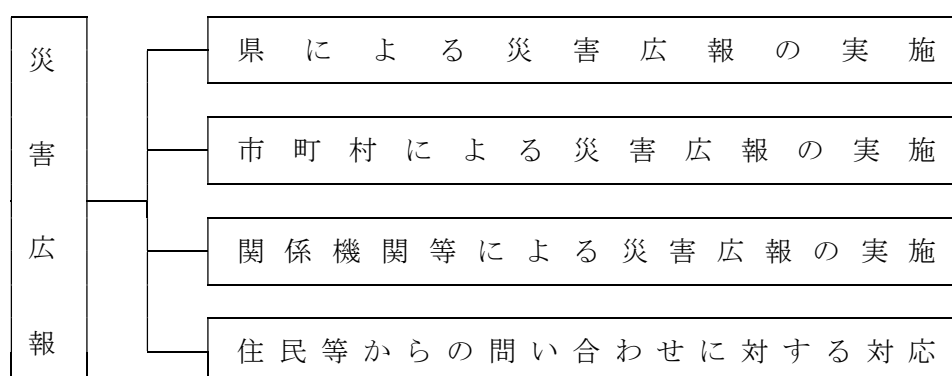 災害広報
県による災害広報の実施
市町村による災害広報の実施
関係機関等による災害広報の実施
住民等からの問い合わせに対する対応